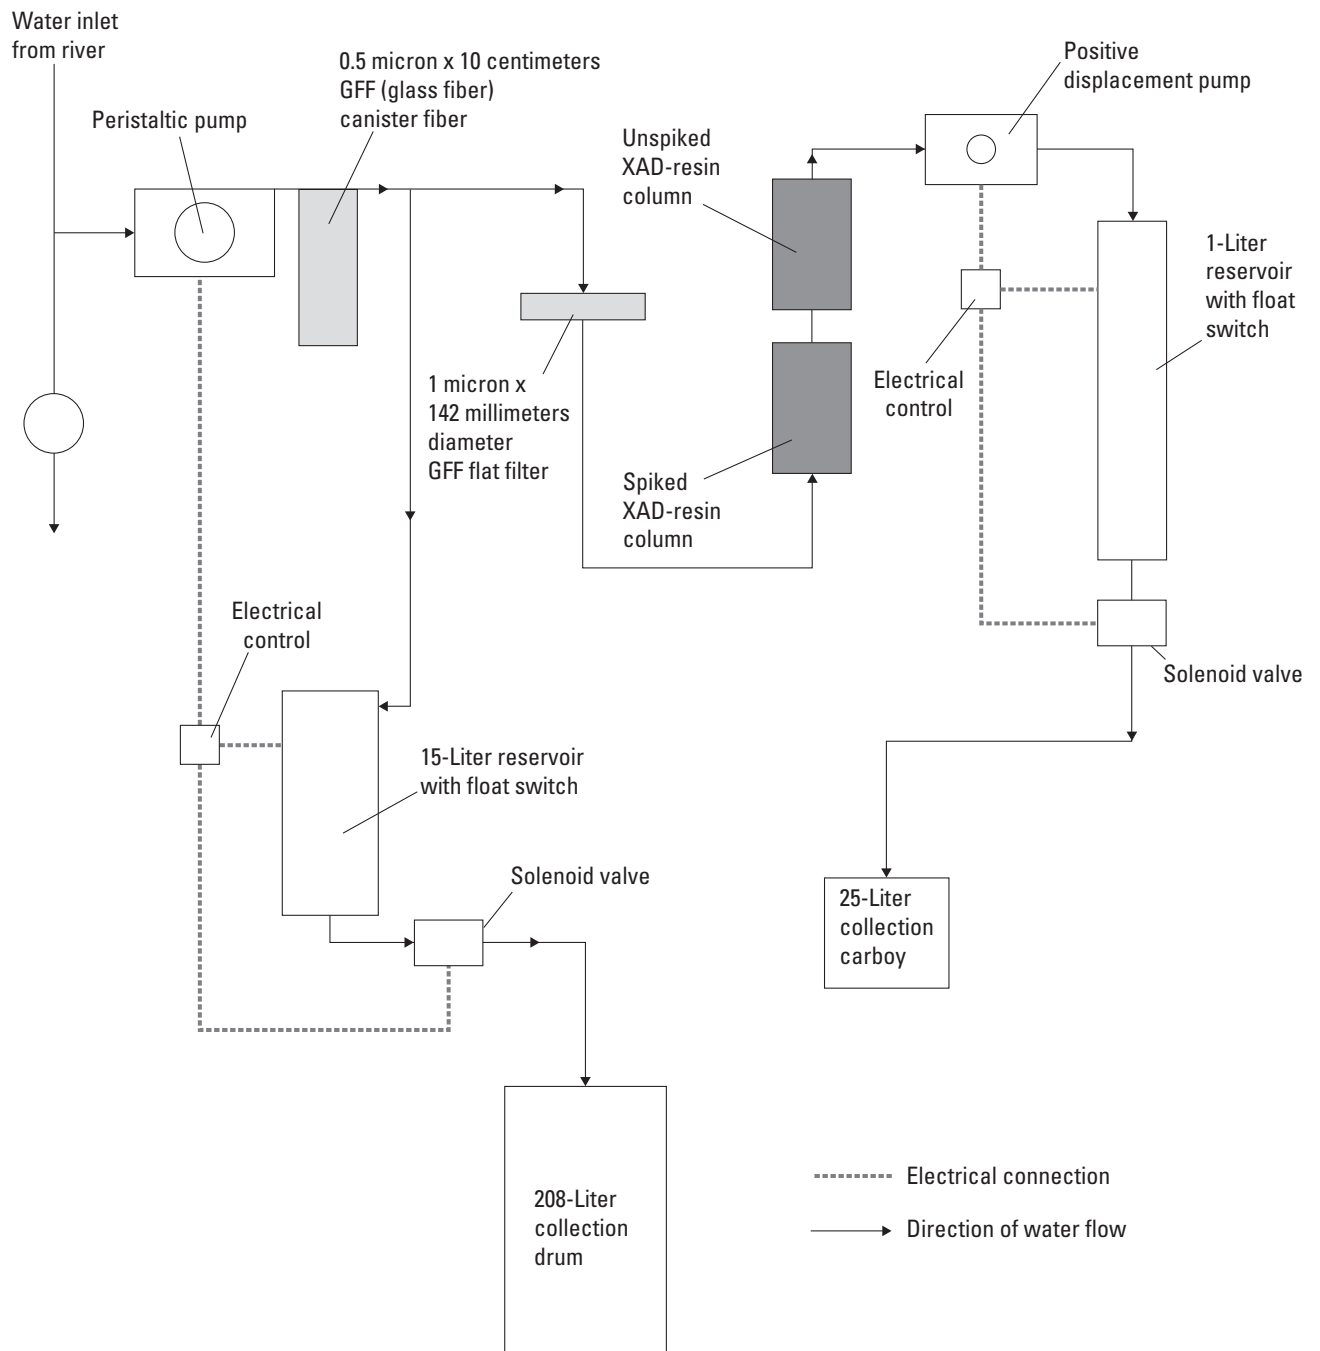 Water inlet
from river
Peristaltic pump
0.5 micron x 10 centimeters
GFF (glass fiber)
canister fiber
Unspiked
XAD-resin
column
Positive
displacement pump
1-Liter
reservoir
with float
switch
Electrical
control
1 micron x
142 millimeters
diameter
GFF flat filter
Spiked
XAD-resin
column
Electrical
control
Solenoid valve
15-Liter reservoir
with float switch
Solenoid valve
25-Liter
collection
carboy
208-Liter
collection
drum
Electrical connection
Direction of water flow